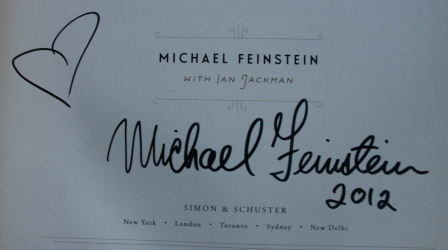 MICHAEL FEINSTEIN
WITH IAN JACKMAN
Michael Feinstein
2012
SIMON & SCHUSTER
New York • London • Toronto • Sydney • New Delhi